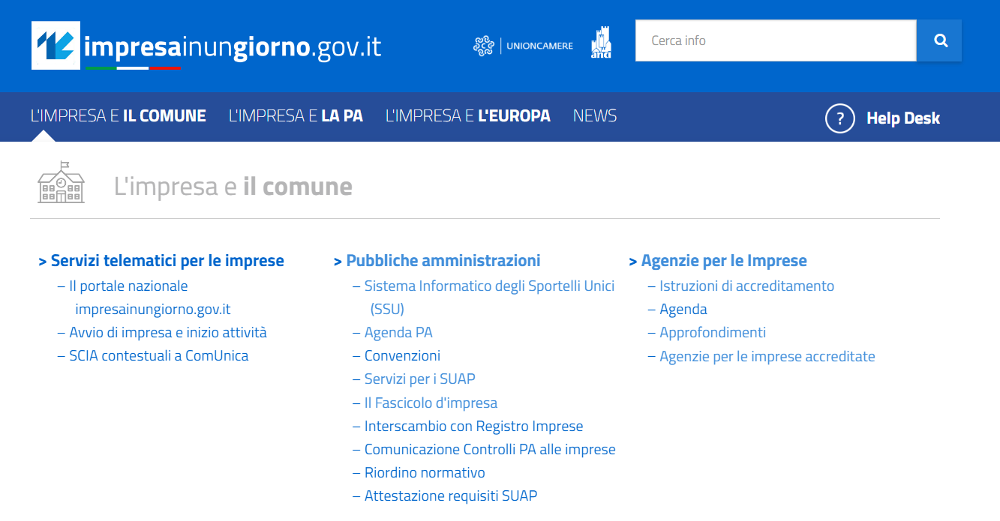 impresainungiorno.gov.it
UNIONCAMERE
anci
Cerca info
L'IMPRESA E IL COMUNE
L'IMPRESA E LA PA
L'IMPRESA E L'EUROPA
NEWS
?
Help Desk
L'impresa e il comune
> Servizi telematici per le imprese
– Il portale nazionale
impresainungiorno.gov.it
– Avvio di impresa e inizio attività
– SCIA contestuali a ComUnica
> Pubbliche amministrazioni
– Sistema Informatico degli Sportelli Unici
(SSU)
– Agenda PA
– Convenzioni
– Servizi per i SUAP
– Il Fascicolo d'impresa
– Interscambio con Registro Imprese
– Comunicazione Controlli PA alle imprese
– Riordino normativo
– Attestazione requisiti SUAP
> Agenzie per le Imprese
– Istruzioni di accreditamento
– Agenda
– Approfondimenti
– Agenzie per le imprese accreditate